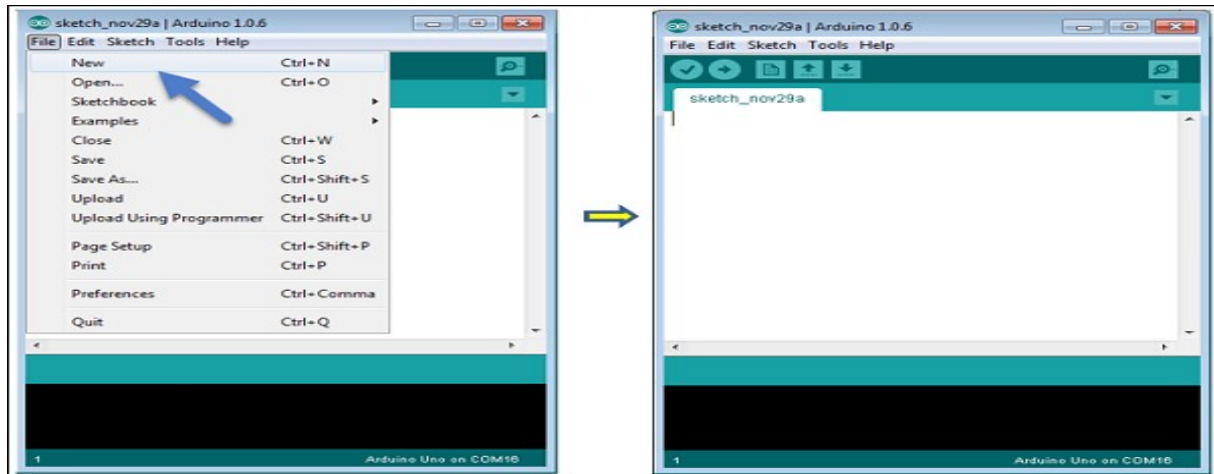 sketch_nov29a | Arduino 1.0.6
File Edit Sketch Tools Help
New Ctrl+N
Open... Ctrl+O
Sketchbook
Examples
Close Ctrl+W
Save Ctrl+S
Save As... Ctrl+Shift+S
Upload Ctrl+U
Upload Using Programmer Ctrl+Shift+U
Page Setup Ctrl+Shift+P
Print Ctrl+P
Preferences Ctrl+Comma
Quit Ctrl+Q
1 Arduino Uno on COM16
sketch_nov29a | Arduino 1.0.6
File Edit Sketch Tools Help
sketch_nov29a
1 Arduino Uno on COM16